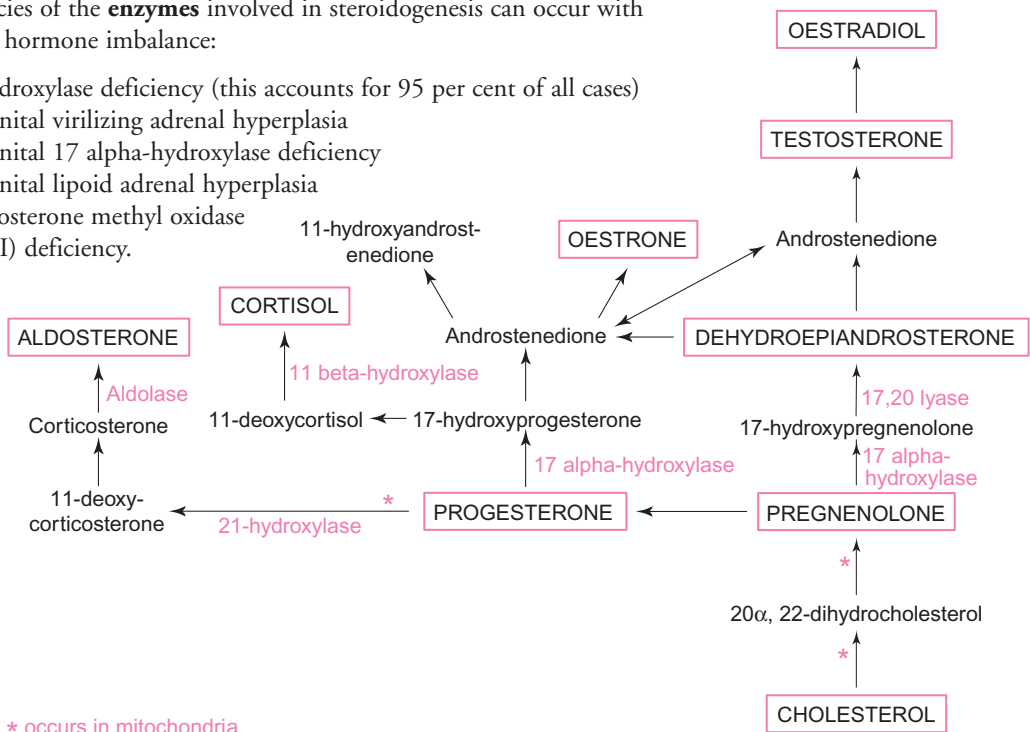 cies of the enzymes involved in steroidogenesis can occur with
hormone imbalance:
droxylase deficiency (this accounts for 95 per cent of all cases)
nital virilizing adrenal hyperplasia
nital 17 alpha-hydroxylase deficiency
nital lipoid adrenal hyperplasia
osterone methyl oxidase
I) deficiency.
OESTRADIOL
TESTOSTERONE
11-hydroxyandrost-
enedione
OESTRONE
Androstenedione
CORTISOL
ALDOSTERONE
Androstenedione
DEHYDROEPIANDROSTERONE
11 beta-hydroxylase
Aldolase
17,20 lyase
Corticosterone
11-deoxycortisol
17-hydroxyprogesterone
17-hydroxypregnenolone
17 alpha-hydroxylase
17 alpha-
hydroxylase
11-deoxy-
corticosterone
*
21-hydroxylase
PROGESTERONE
PREGNENOLONE
*
20α, 22-dihydrocholesterol
*
CHOLESTEROL
* occurs in mitochondria